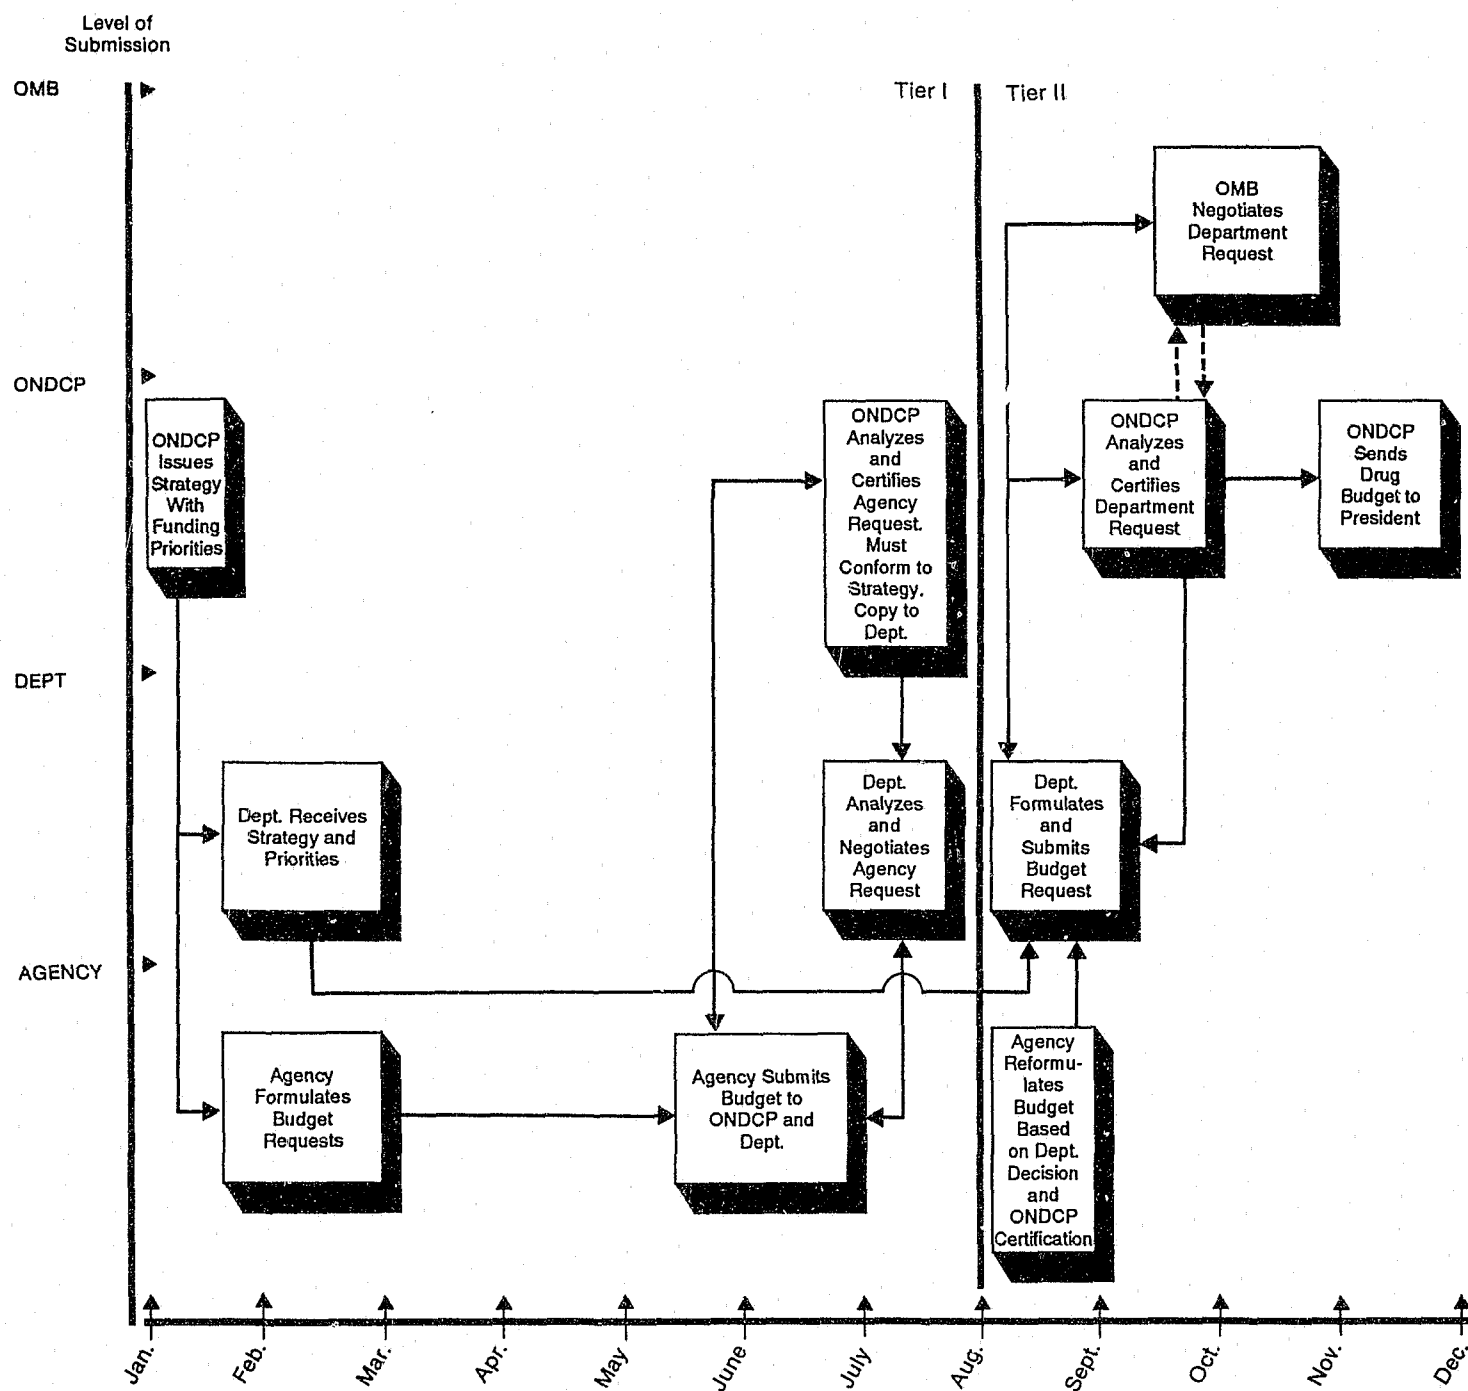 Level of
Submission
OMB
Tier I
Tier II
OMB
Negotiates
Department
Request
ONDCP
ONDCP
Issues
Strategy
With
Funding
Priorities
ONDCP
Analyzes
and
Certifies
Agency
Request.
Must
Conform to
Strategy.
Copy to
Dept.
ONDCP
Analyzes
and
Certifies
Department
Request
ONDCP
Sends
Drug
Budget to
President
DEPT
Dept. Receives
Strategy and
Priorities
Dept.
Analyzes
and
Negotiates
Agency
Request
Dept.
Formulates
and
Submits
Budget
Request
AGENCY
Agency
Formulates
Budget
Requests
Agency Submits
Budget to
ONDCP and
Dept.
Agency
Reformu-
lates
Budget
Based
on Dept.
Decision
and
ONDCP
Certification
Jan.
Feb.
Mar.
Apr.
May
June
July
Aug.
Sept.
Oct.
Nov.
Dec.